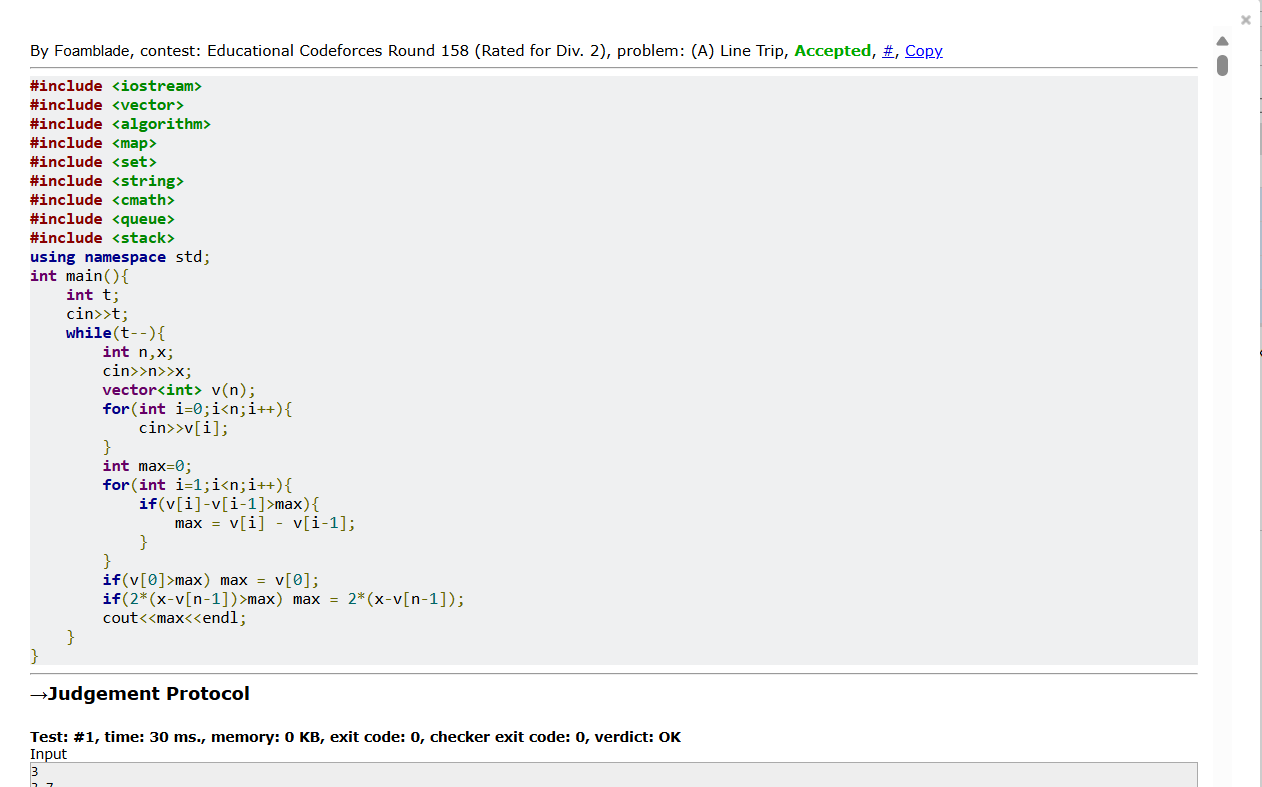 ×
By Foamblade, contest: Educational Codeforces Round 158 (Rated for Div. 2), problem: (A) Line Trip, Accepted, #, Copy
#include <iostream>
#include <vector>
#include <algorithm>
#include <map>
#include <set>
#include <string>
#include <cmath>
#include <queue>
#include <stack>
using namespace std;
int main(){
    int t;
    cin>>t;
    while(t--){
        int n,x;
        cin>>n>>x;
        vector<int> v(n);
        for(int i=0;i<n;i++){
            cin>>v[i];
        }
        int max=0;
        for(int i=1;i<n;i++){
            if(v[i]-v[i-1]>max){
                max = v[i] - v[i-1];
            }
        }
        if(v[0]>max) max = v[0];
        if(2*(x-v[n-1])>max) max = 2*(x-v[n-1]);
        cout<<max<<endl;
    }
}
→Judgement Protocol
Test: #1, time: 30 ms., memory: 0 KB, exit code: 0, checker exit code: 0, verdict: OK
Input
3